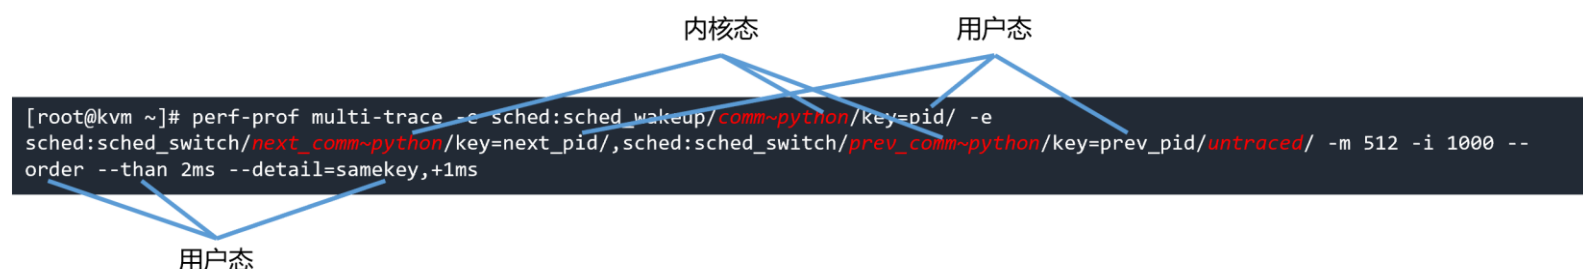 内核态 用户态
[root@kvm ~]# perf-prof multi-trace -e sched:sched_wakeup/comm~python/key=pid/ -e
sched:sched_switch/next_comm~python/key=next_pid/,sched:sched_switch/prev_comm~python/key=prev_pid/untraced/ -m 512 -i 1000 --
order --than 2ms --detail=samekey,+1ms
用户态